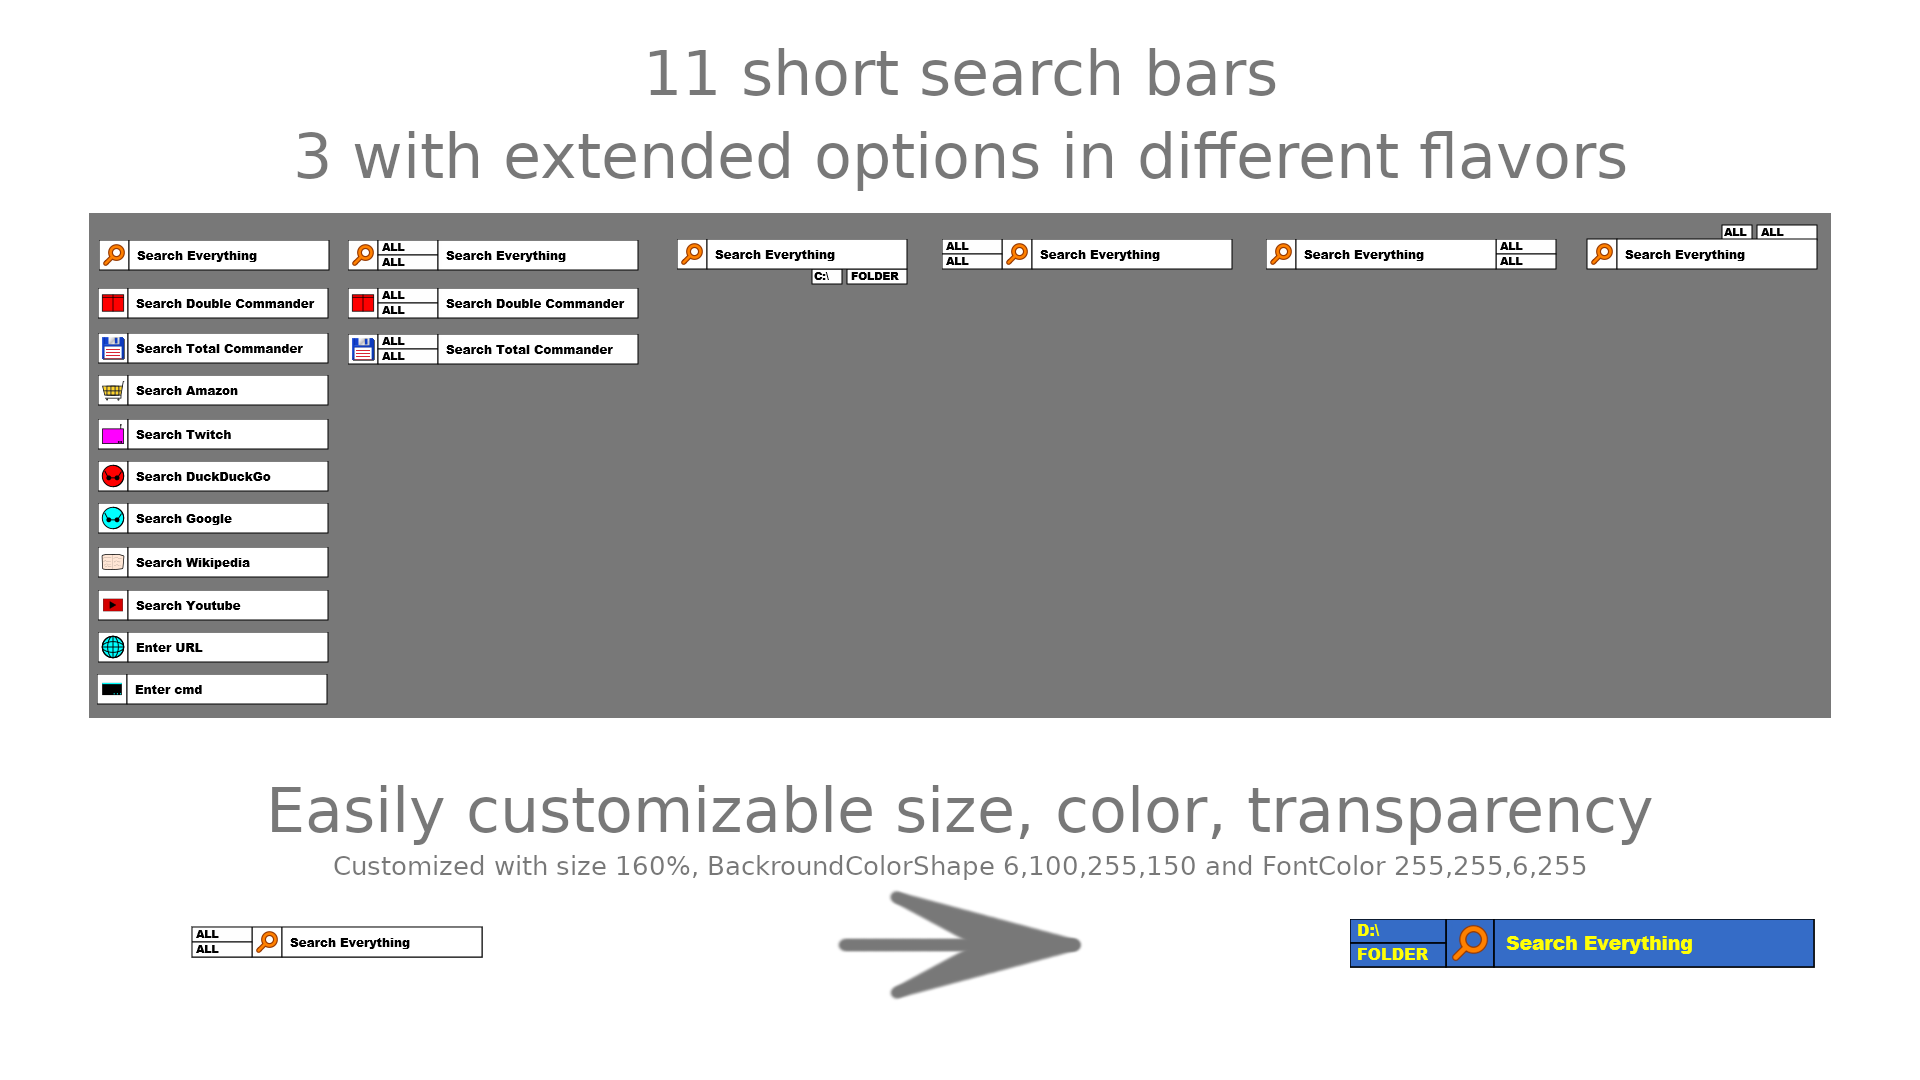 11 short search bars
3 with extended options in different flavors
ALL ALL
Search Everything
ALL
ALL
Search Everything
Search Everything
C:\ FOLDER
ALL
ALL
Search Everything
Search Everything
ALL
ALL
Search Everything
Search Double Commander
ALL
ALL
Search Double Commander
Search Total Commander
ALL
ALL
Search Total Commander
Search Amazon
Search Twitch
Search DuckDuckGo
Search Google
Search Wikipedia
Search Youtube
Enter URL
Enter cmd
Easily customizable size, color, transparency
Customized with size 160%, BackroundColorShape 6,100,255,150 and FontColor 255,255,6,255
ALL
ALL
Search Everything
D:\
FOLDER
Search Everything